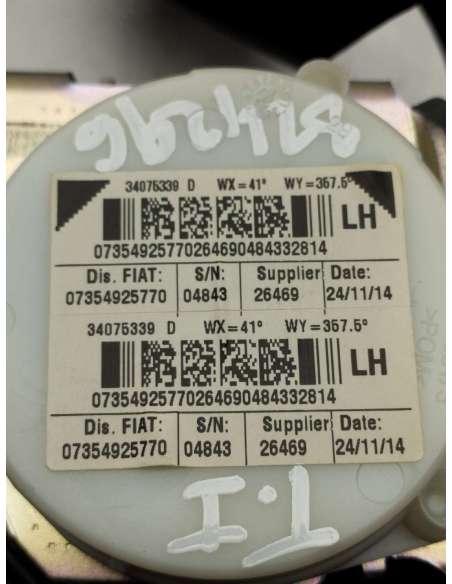 34075339 D WX=41° WY=357.5°
LH
07354925770264690484332814
Dis. FIAT: S/N: Supplier Date:
07354925770 04843 26469 24/11/14
34075339 D WX=41° WY=357.5°
LH
07354925770264690484332814
Dis. FIAT: S/N: Supplier Date:
07354925770 04843 26469 24/11/14